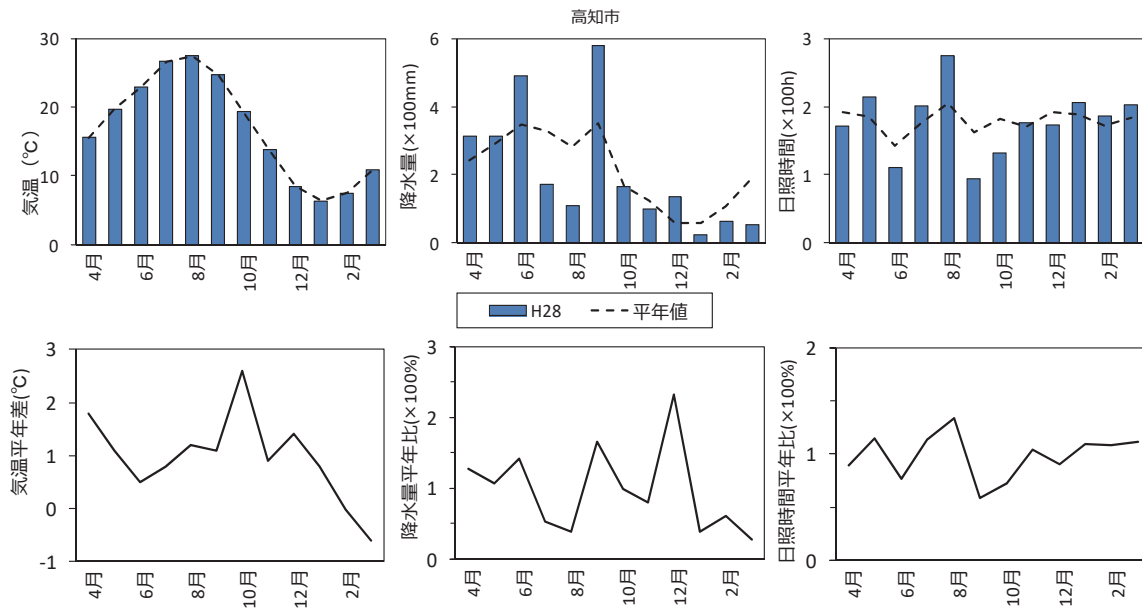 高知市
気温（℃）
30
20
10
0
4月
6月
8月
10月
12月
2月
降水量(×100mm)
6
4
2
0
4月
6月
8月
10月
12月
2月
日照時間(×100h)
3
2
1
0
4月
6月
8月
10月
12月
2月
H28
平年値
気温平年差(℃)
3
2
1
0
-1
4月
6月
8月
10月
12月
2月
降水量平年比(×100%)
3
2
1
0
4月
6月
8月
10月
12月
2月
日照時間平年比(×100%)
2
1
0
4月
6月
8月
10月
12月
2月